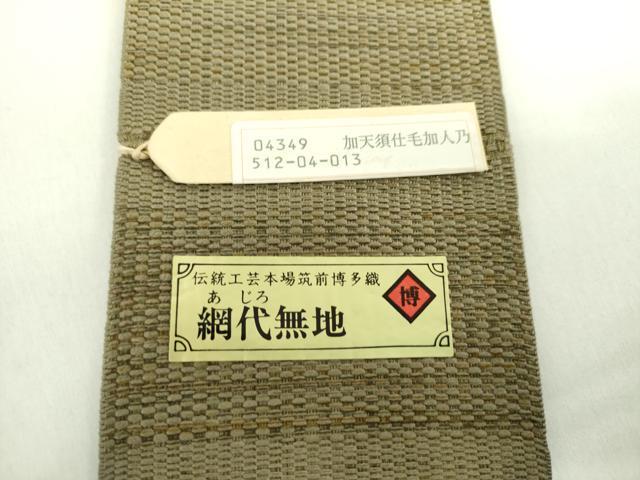 04349 加天須仕毛加人乃
512-04-013
伝統工芸本場筑前博多織
あじろ
網代無地
博